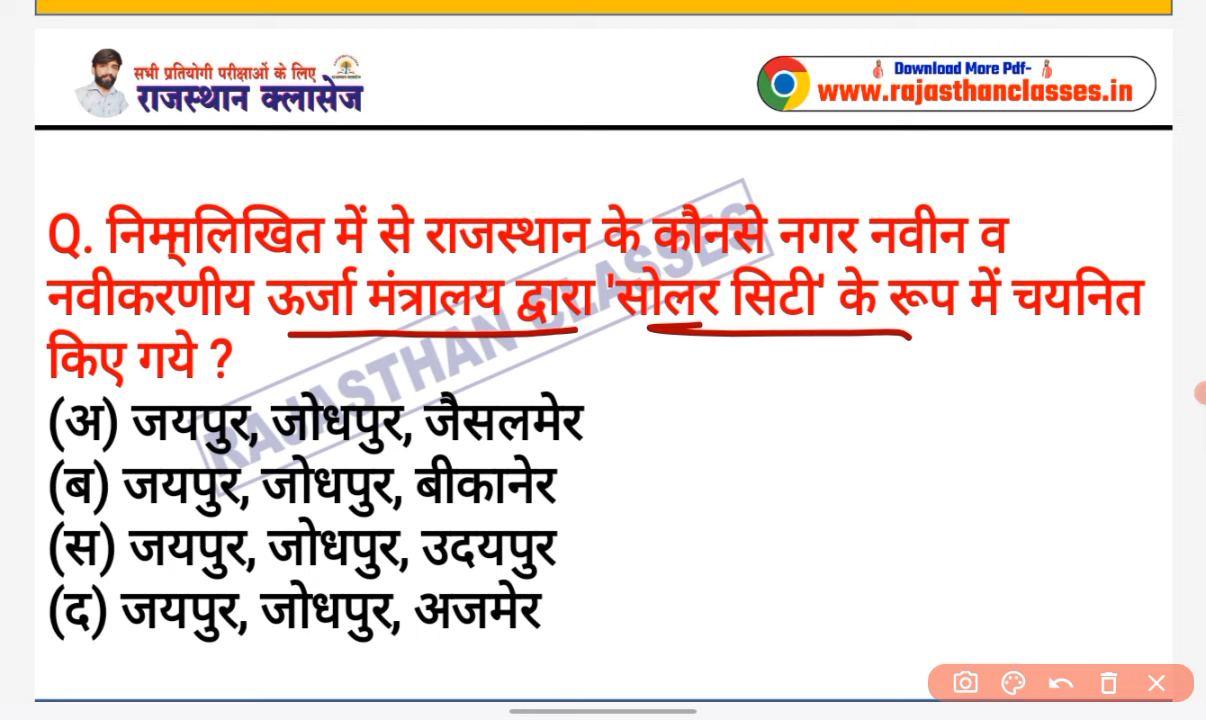 सभी प्रतियोगी परीक्षाओं के लिए
राजस्थान क्लासेज
Download More Pdf-
www.rajasthanclasses.in
Q. निम्नलिखित में से राजस्थान के कौनसे नगर नवीन व
नवीकरणीय ऊर्जा मंत्रालय द्वारा 'सोलर सिटी' के रूप में चयनित
किए गये ?
(अ) जयपुर, जोधपुर, जैसलमेर
(ब) जयपुर, जोधपुर, बीकानेर
(स) जयपुर, जोधपुर, उदयपुर
(द) जयपुर, जोधपुर, अजमेर
RAJASTHAN CLASSES